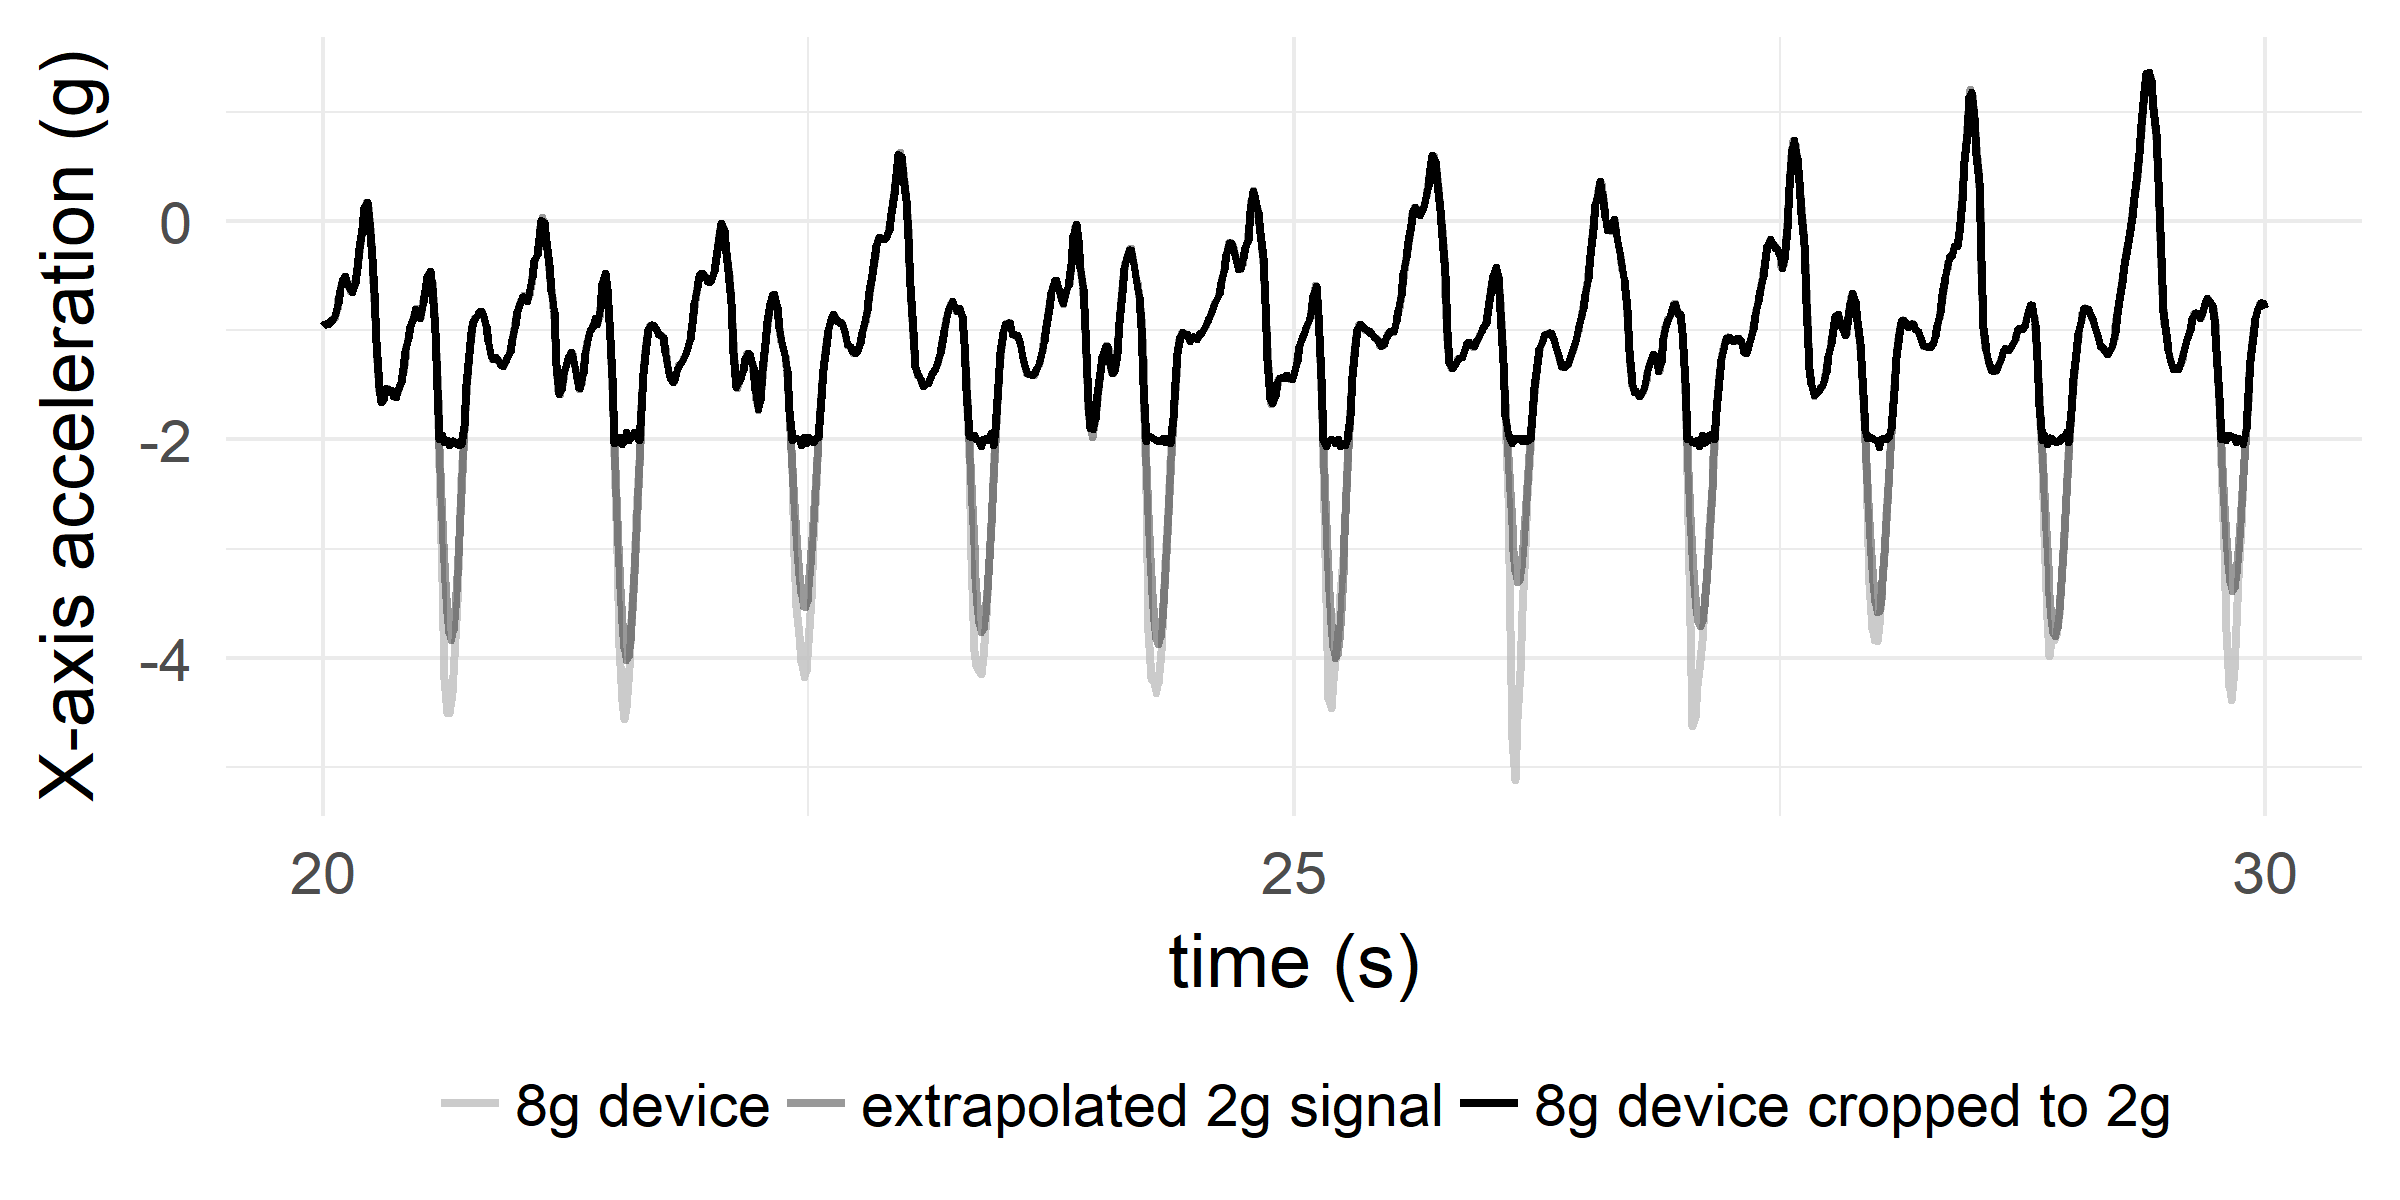 X-axis acceleration (g)
0
-2
-4
20 25 30
time (s)
8g device extrapolated 2g signal 8g device cropped to 2g